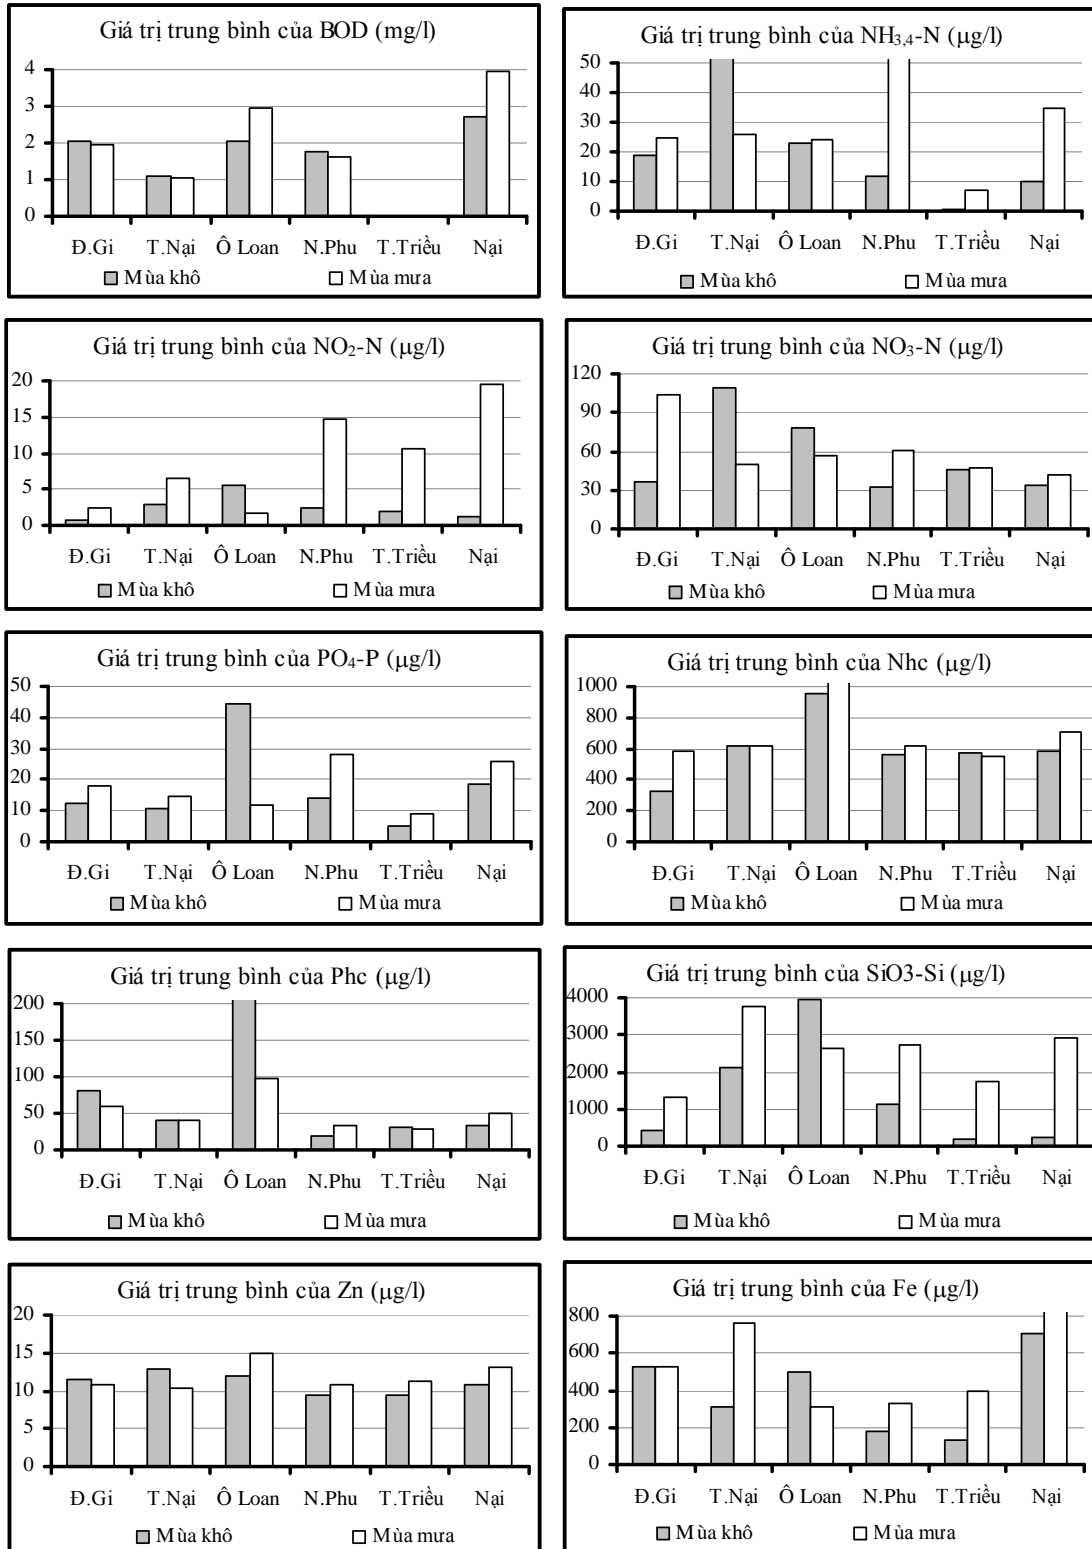 Giá trị trung bình của BOD (mg/l)
4
3
2
1
0
Đ.Gi T.Nại Ô Loan N.Phu T.Triều Nại
Mùa khô Mùa mưa
Giá trị trung bình của NH3,4-N (µg/l)
50
40
30
20
10
0
Đ.Gi T.Nại Ô Loan N.Phu T.Triều Nại
Mùa khô Mùa mưa
Giá trị trung bình của NO2-N (µg/l)
20
15
10
5
0
Đ.Gi T.Nại Ô Loan N.Phu T.Triều Nại
Mùa khô Mùa mưa
Giá trị trung bình của NO3-N (µg/l)
120
90
60
30
0
Đ.Gi T.Nại Ô Loan N.Phu T.Triều Nại
Mùa khô Mùa mưa
Giá trị trung bình của PO4-P (µg/l)
50
40
30
20
10
0
Đ.Gi T.Nại Ô Loan N.Phu T.Triều Nại
Mùa khô Mùa mưa
Giá trị trung bình của Nhc (µg/l)
1000
800
600
400
200
0
Đ.Gi T.Nại Ô Loan N.Phu T.Triều Nại
Mùa khô Mùa mưa
Giá trị trung bình của Phc (µg/l)
200
150
100
50
0
Đ.Gi T.Nại Ô Loan N.Phu T.Triều Nại
Mùa khô Mùa mưa
Giá trị trung bình của SiO3-Si (µg/l)
4000
3000
2000
1000
0
Đ.Gi T.Nại Ô Loan N.Phu T.Triều Nại
Mùa khô Mùa mưa
Giá trị trung bình của Zn (µg/l)
20
15
10
5
0
Đ.Gi T.Nại Ô Loan N.Phu T.Triều Nại
Mùa khô Mùa mưa
Giá trị trung bình của Fe (µg/l)
800
600
400
200
0
Đ.Gi T.Nại Ô Loan N.Phu T.Triều Nại
Mùa khô Mùa mưa